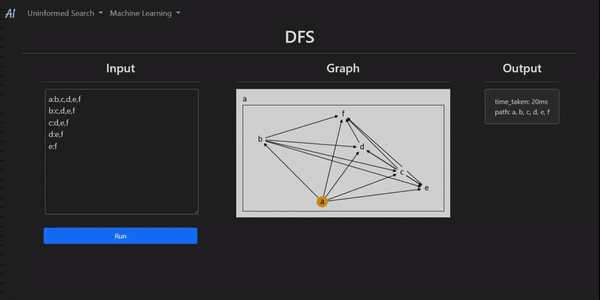 AI Uninformed Search Machine Learning
DFS
Input Graph Output
a:b,c,d,e,f
b:c,d,e,f
c:d,e,f
d:e,f
e:f
Run
a
f
b
d
c
e
a
time_taken: 20ms
path: a, b, c, d, e, f